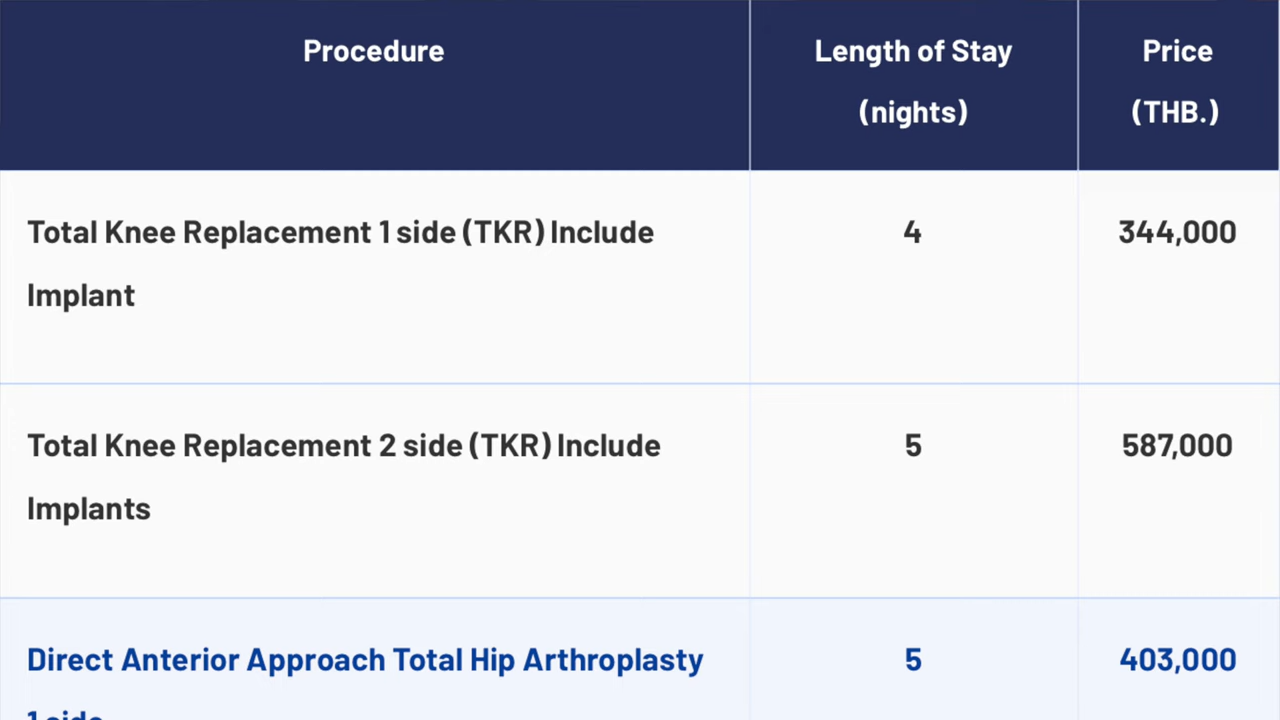 Procedure
Length of Stay
(nights)
Price
(THB.)
Total Knee Replacement 1 side (TKR) Include
Implant
4
344,000
Total Knee Replacement 2 side (TKR) Include
Implants
5
587,000
Direct Anterior Approach Total Hip Arthroplasty
1 side
5
403,000